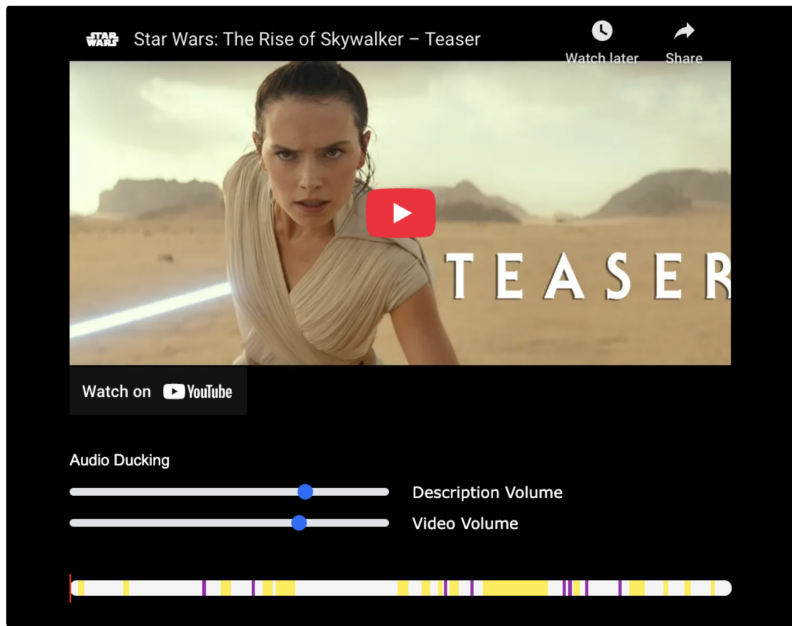 STAR WARS
Star Wars: The Rise of Skywalker – Teaser
Watch later
Share
TEASER
Watch on YouTube
Audio Ducking
Description Volume
Video Volume